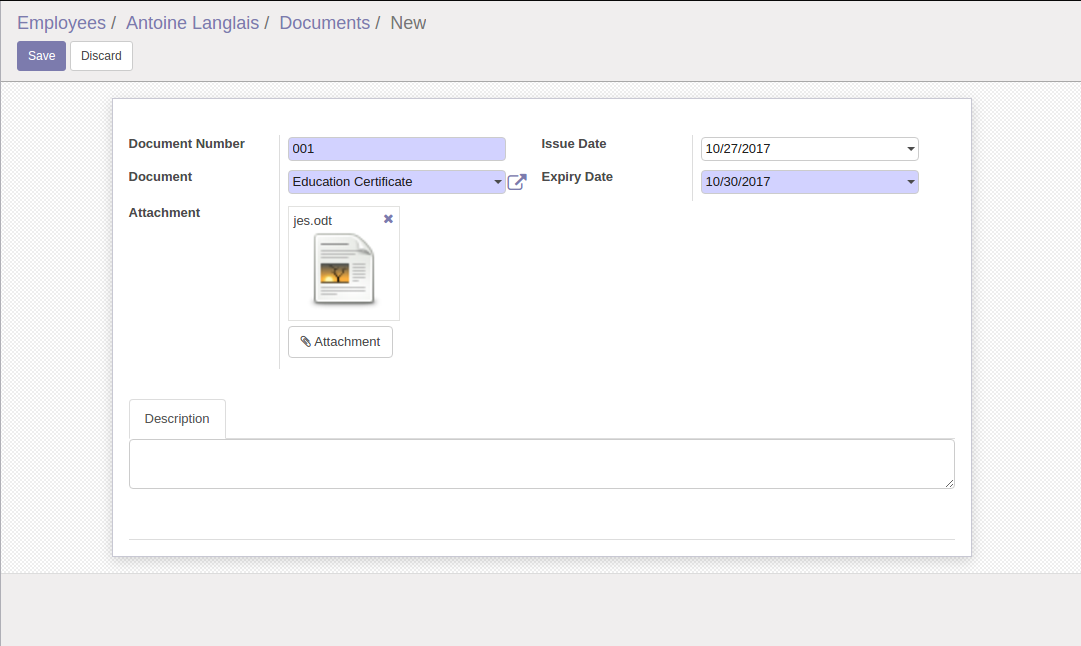 Employees / Antoine Langlais / Documents / New
Save Discard
Document Number 001 Issue Date 10/27/2017
Document Education Certificate Expiry Date 10/30/2017
Attachment jes.odt
Attachment
Description